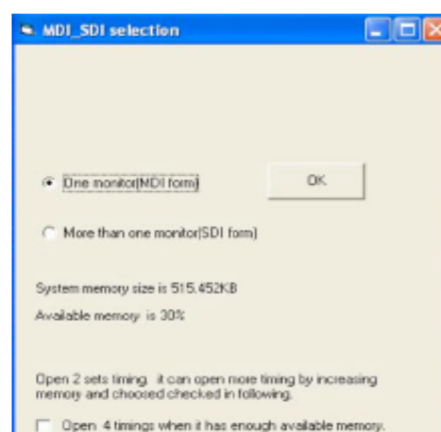 MDI_SDI selection
One monitor(MDI form)
OK
More than one monitor(SDI form)
System memory size is 515.452KB
Available memory is 30%
Open 2 sets timing. it can open more timing by increasing
memory and choosed checked in following.
Open 4 timings when it has enough available memory.